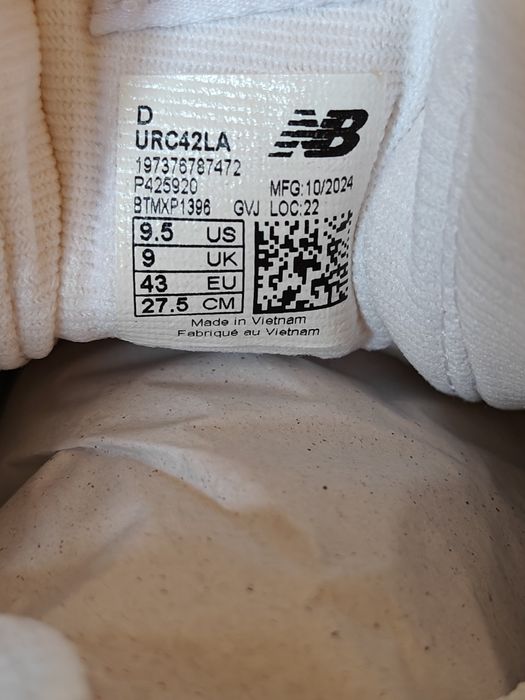 D
URC42LA
NB
197376787472
P425920 MFG:10/2024
BTMXP1396 GVJ LOC:22
9.5 US
9 UK
43 EU
27.5 CM
Made in Vietnam
Fabriqué au Vietnam